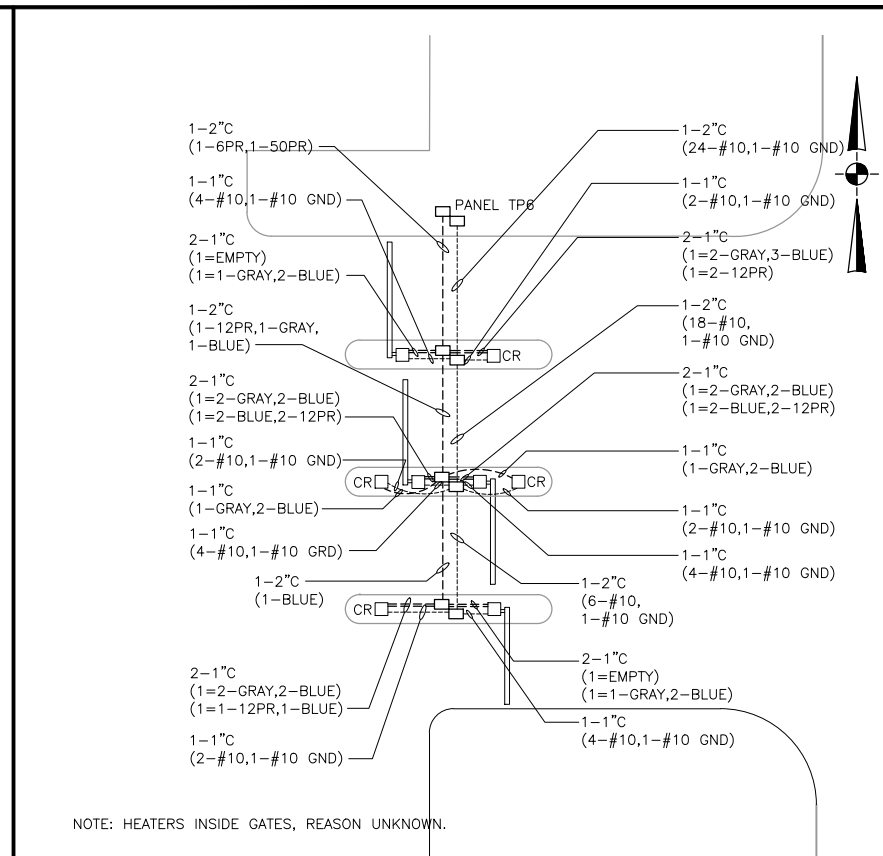 1-2"C
(1-6PR,1-50PR)
1-1"C
(4-#10,1-#10 GND)
2-1"C
(1=EMPTY)
(1=1-GRAY,2-BLUE)
1-2"C
(1-12PR,1-GRAY,
1-BLUE)
2-1"C
(1=2-GRAY,2-BLUE)
(1=2-BLUE,2-12PR)
1-1"C
(2-#10,1-#10 GND)
1-1"C
(1-GRAY,2-BLUE)
1-1"C
(4-#10,1-#10 GRD)
1-2"C
(1-BLUE)
2-1"C
(1=2-GRAY,2-BLUE)
(1=1-12PR,1-BLUE)
1-1"C
(2-#10,1-#10 GND)
PANEL TP6
CR
CR
CR
CR
1-2"C
(24-#10,1-#10 GND)
1-1"C
(2-#10,1-#10 GND)
2-1"C
(1=2-GRAY,3-BLUE)
(1=2-12PR)
1-2"C
(18-#10,
1-#10 GND)
2-1"C
(1=2-GRAY,2-BLUE)
(1=2-BLUE,2-12PR)
1-1"C
(1-GRAY,2-BLUE)
1-1"C
(2-#10,1-#10 GND)
1-1"C
(4-#10,1-#10 GND)
1-2"C
(6-#10,
1-#10 GND)
2-1"C
(1=EMPTY)
(1=1-GRAY,2-BLUE)
1-1"C
(4-#10,1-#10 GND)
NOTE: HEATERS INSIDE GATES, REASON UNKNOWN.